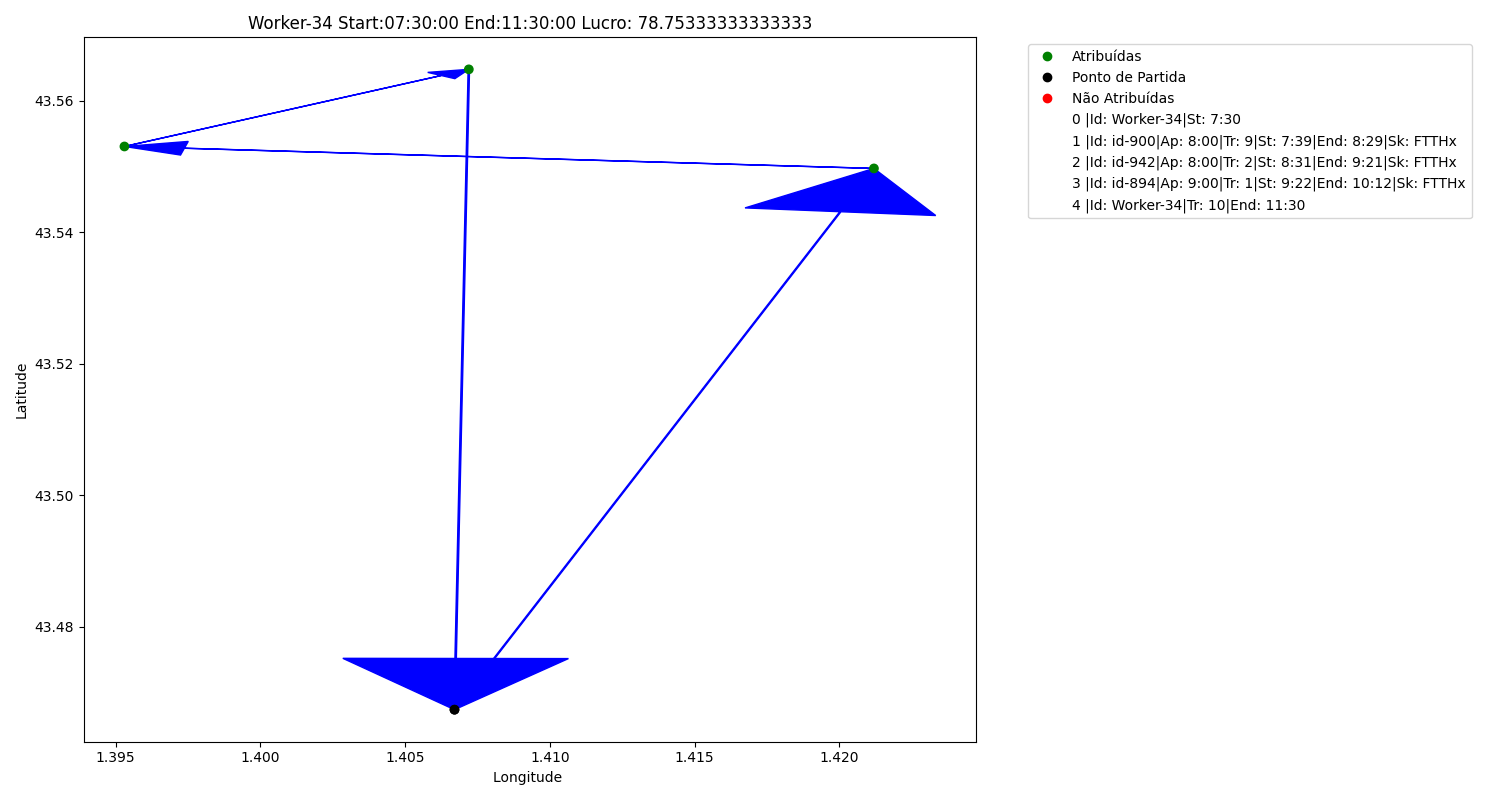 Worker-34 Start:07:30:00 End:11:30:00 Lucro: 78.75333333333333
43.56
43.54
43.52
43.50
43.48
Latitude
1.395
1.400
1.405
1.410
1.415
1.420
Longitude
Atribuídas
Ponto de Partida
Não Atribuídas
0 |Id: Worker-34|St: 7:30
1 |Id: id-900|Ap: 8:00|Tr: 9|St: 7:39|End: 8:29|Sk: FTTHx
2 |Id: id-942|Ap: 8:00|Tr: 2|St: 8:31|End: 9:21|Sk: FTTHx
3 |Id: id-894|Ap: 9:00|Tr: 1|St: 9:22|End: 10:12|Sk: FTTHx
4 |Id: Worker-34|Tr: 10|End: 11:30